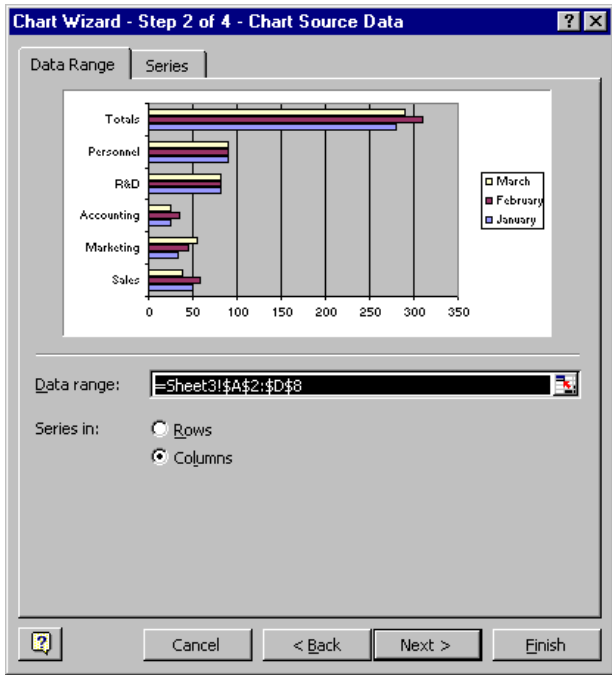 Chart Wizard - Step 2 of 4 - Chart Source Data
Data Range
Series
Totals
Personnel
R&D
Accounting
Marketing
Sales
0 50 100 150 200 250 300 350
March
February
January
Data range:
=Sheet3!$A$2:$D$8
Series in:
Rows
Columns
Cancel
< Back
Next >
Finish